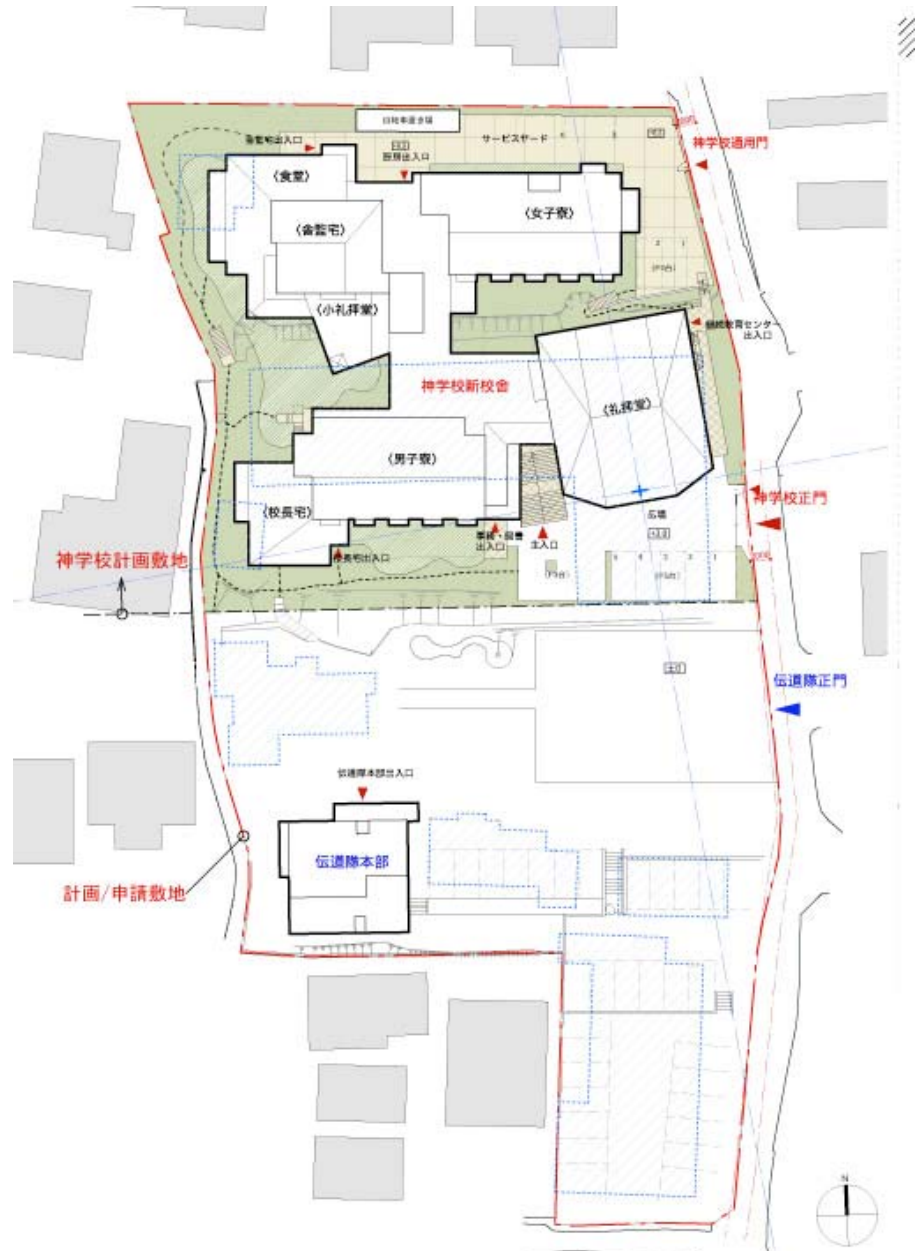 自転車置き場
サービスヤード
神学校通用門
舎監宅出入口
厨房出入口
〈食堂〉
〈女子寮〉
〈舎監宅〉
2 1
〈小礼拝堂〉
継続教育センター
出入口
神学校新校舎
〈礼拝堂〉
〈男子寮〉
〈校長宅〉
広場
神学校正門
事務・図書
出入口
主入口
校長宅出入口
神学校計画敷地
伝道隊正門
伝道隊本部出入口
伝道隊本部
計画/申請敷地
N